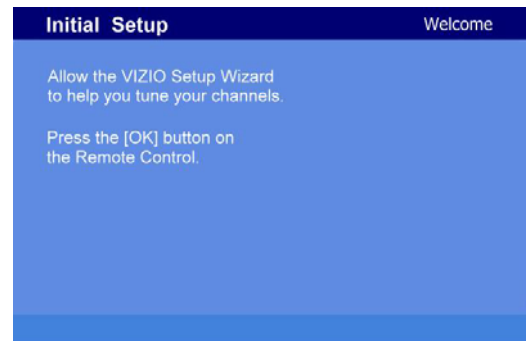 Initial Setup
Welcome
Allow the VIZIO Setup Wizard
to help you tune your channels.
Press the [OK] button on
the Remote Control.